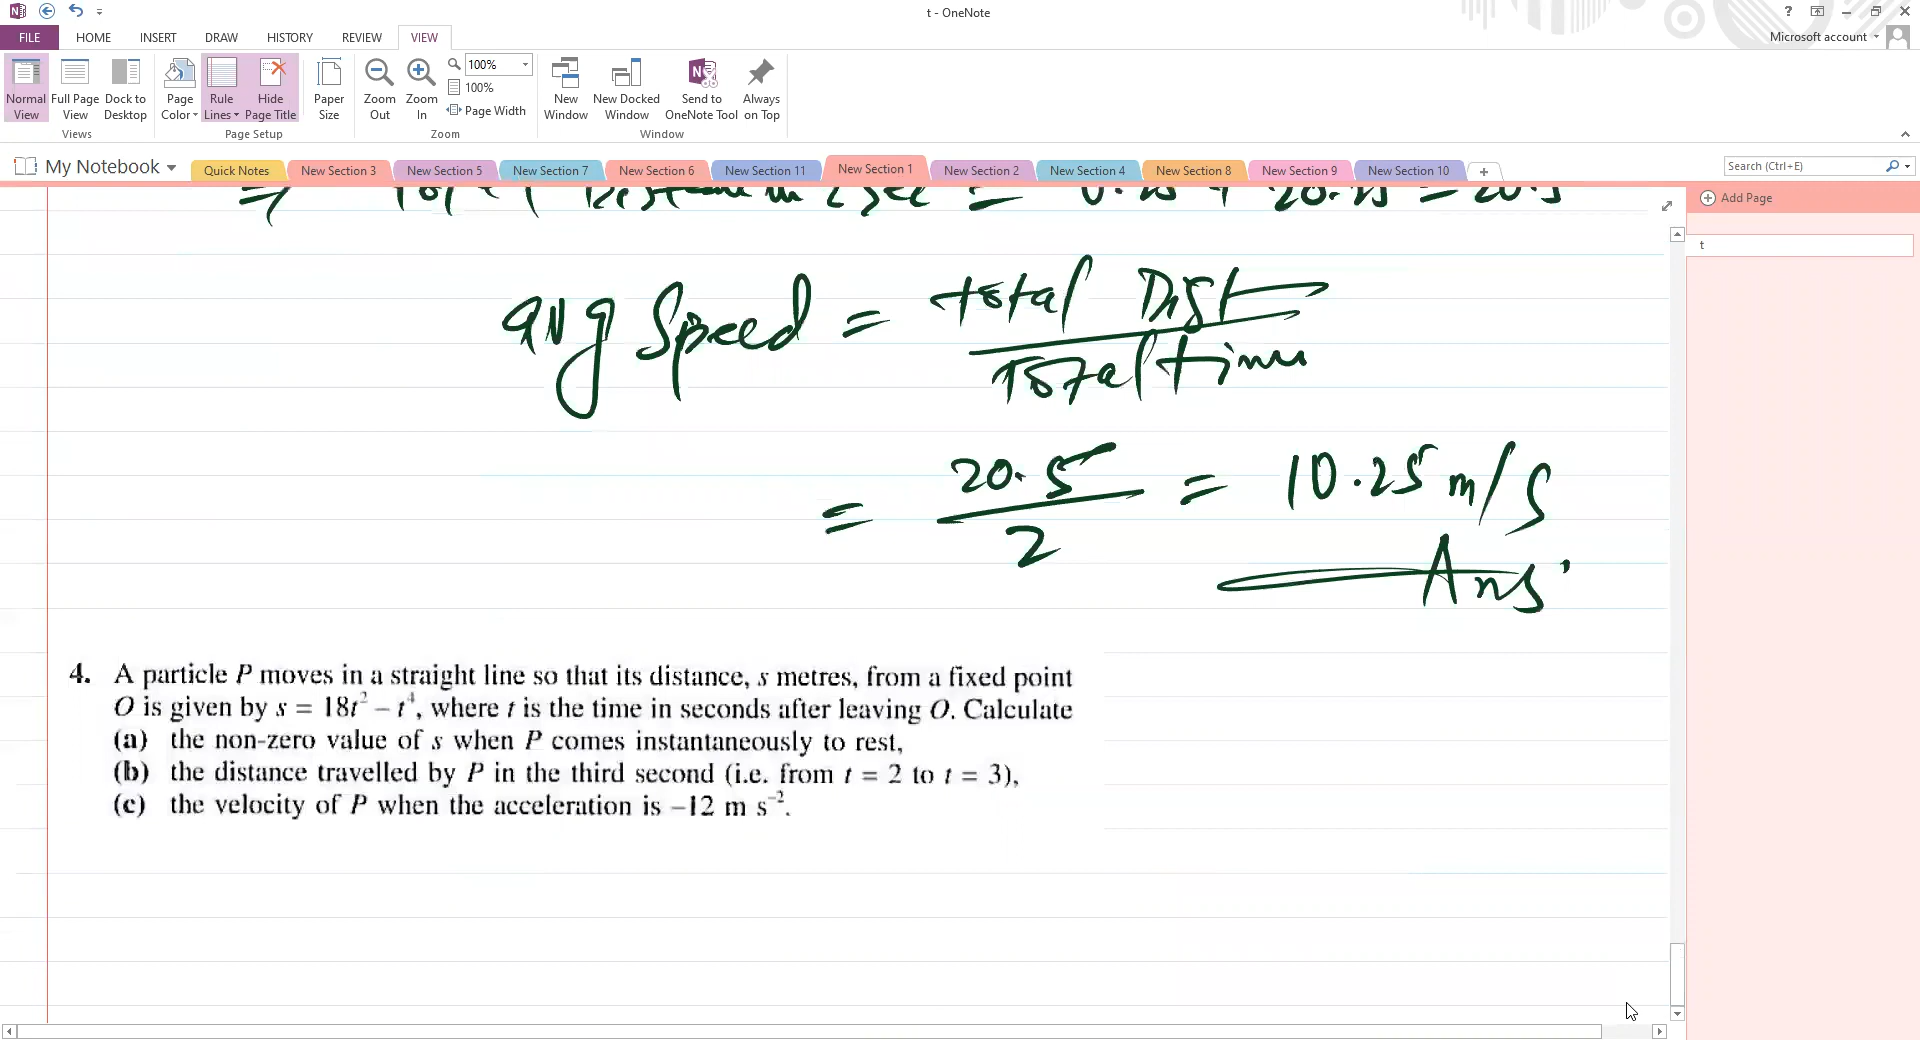 t - OneNote
Microsoft account
FILE HOME INSERT DRAW HISTORY REVIEW VIEW
Normal View Full Page View Dock to Desktop Page Color Rule Lines Hide Page Title Paper Size Zoom Out Zoom In 100% 100% Page Width New Window New Docked Window Send to OneNote Tool Always on Top
Views Page Setup Zoom Window
My Notebook Quick Notes New Section 3 New Section 5 New Section 7 New Section 6 New Section 11 New Section 1 New Section 2 New Section 4 New Section 8 New Section 9 New Section 10 Search (Ctrl+E)
Add Page
t
avg Speed = total Dist / Total time
= 20.5 / 2 = 10.25 m/s
Ans.
4. A particle P moves in a straight line so that its distance, s metres, from a fixed point
O is given by s = 18t² – t⁴, where t is the time in seconds after leaving O. Calculate
(a) the non-zero value of s when P comes instantaneously to rest,
(b) the distance travelled by P in the third second (i.e. from t = 2 to t = 3),
(c) the velocity of P when the acceleration is –12 m s⁻².